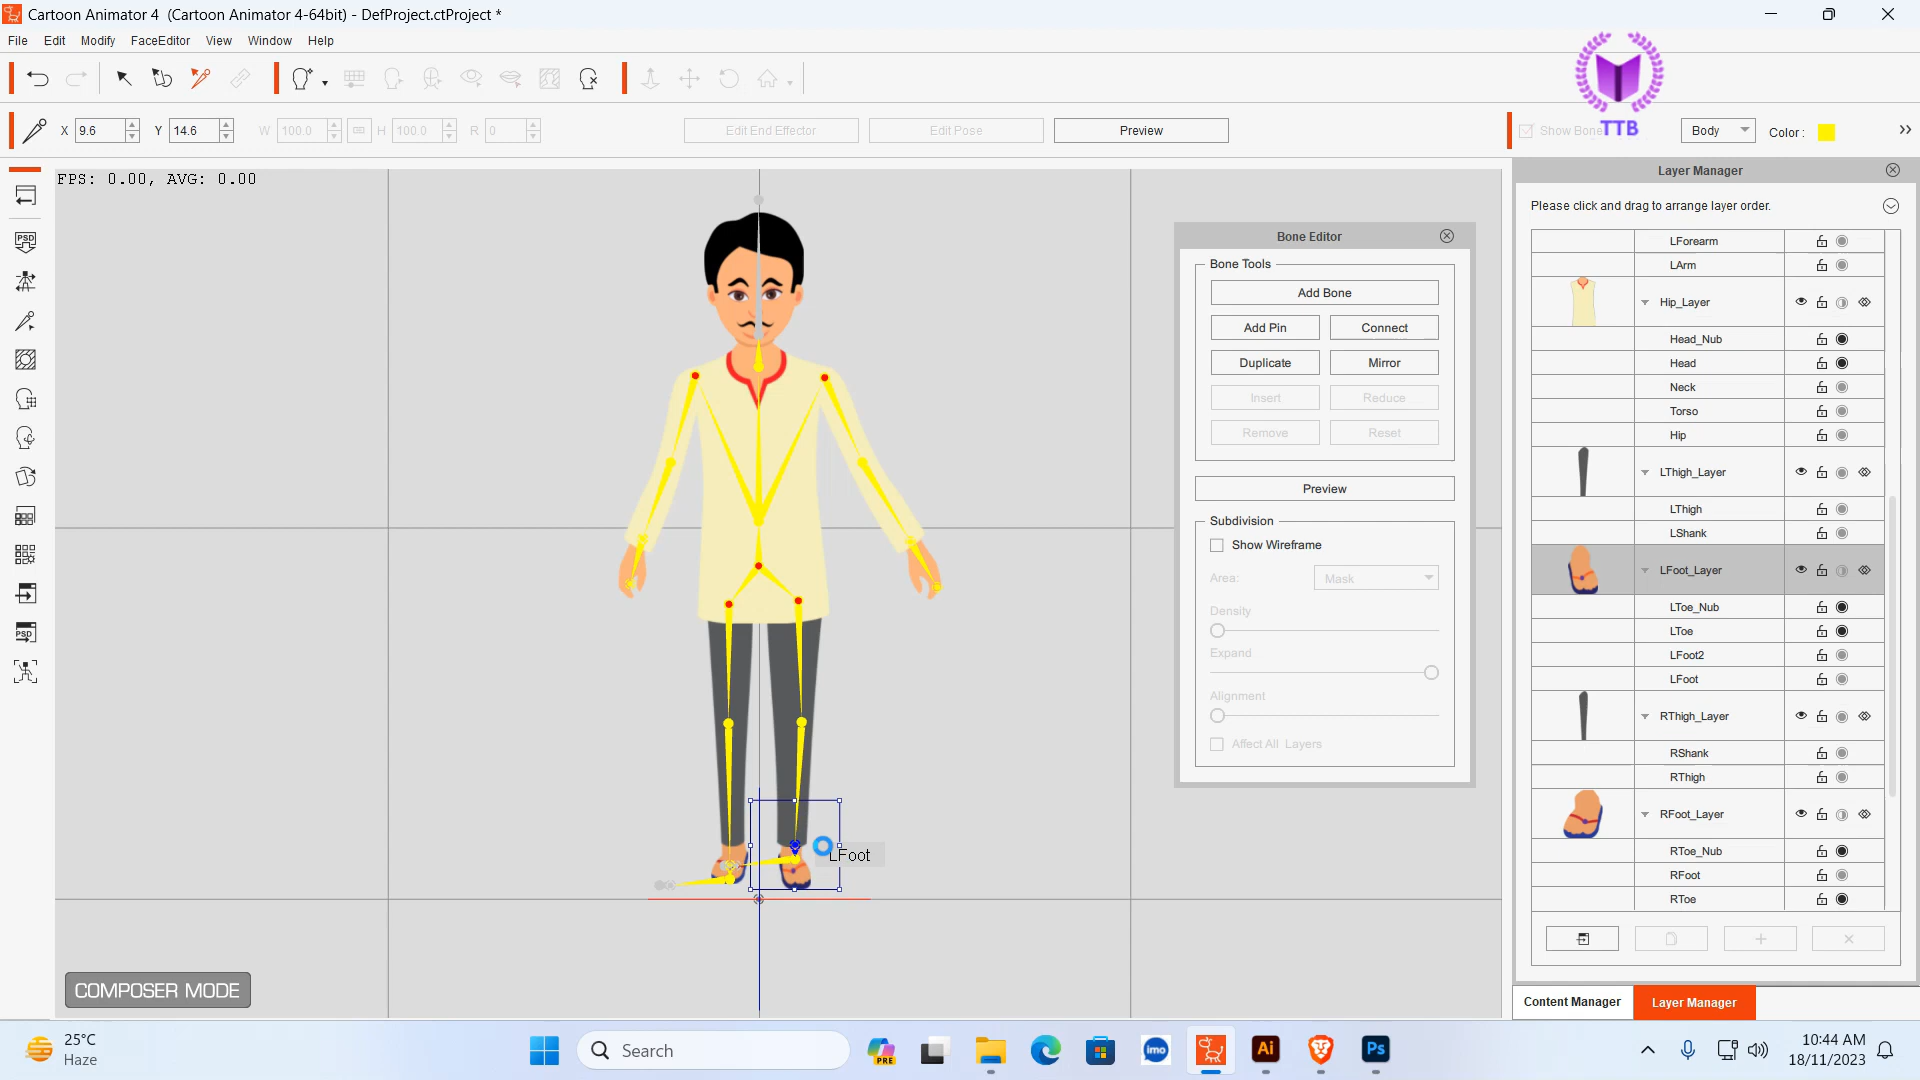 Cartoon Animator 4  (Cartoon Animator 4-64bit) - DefProject.ctProject *
File Edit Modify FaceEditor View Window Help
X 9.6 Y 14.6 W 100.0 H 100.0 R 0 Edit End Effector Edit Pose Preview Show Bone Body Color :
TTB
FPS: 0.00, AVG: 0.00
PSD
PSD
LFoot
COMPOSER MODE
Bone Editor
Bone Tools
Add Bone
Add Pin Connect
Duplicate Mirror
Insert Reduce
Remove Reset
Preview
Subdivision
Show Wireframe
Area: Mask
Density
Expand
Alignment
Affect All Layers
Layer Manager
Please click and drag to arrange layer order.
LForearm
LArm
Hip_Layer
Head_Nub
Head
Neck
Torso
Hip
LThigh_Layer
LThigh
LShank
LFoot_Layer
LToe_Nub
LToe
LFoot2
LFoot
RThigh_Layer
RShank
RThigh
RFoot_Layer
RToe_Nub
RFoot
RToe
Content Manager Layer Manager
25°C
Haze
Search
PRE
imo
Ai
Ps
10:44 AM
18/11/2023